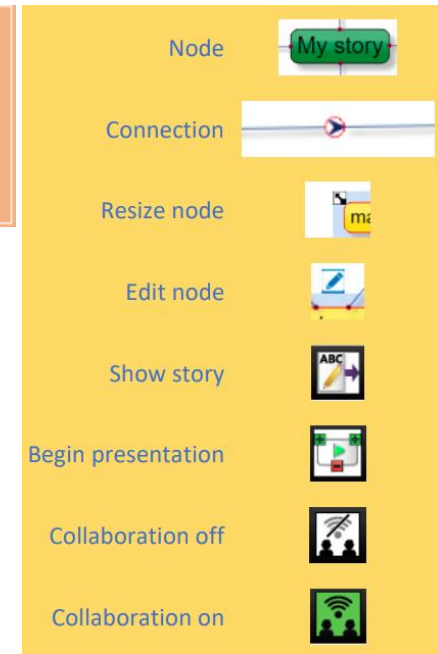 Node
My story
Connection
Resize node
Edit node
Show story
ABC
Begin presentation
Collaboration off
Collaboration on